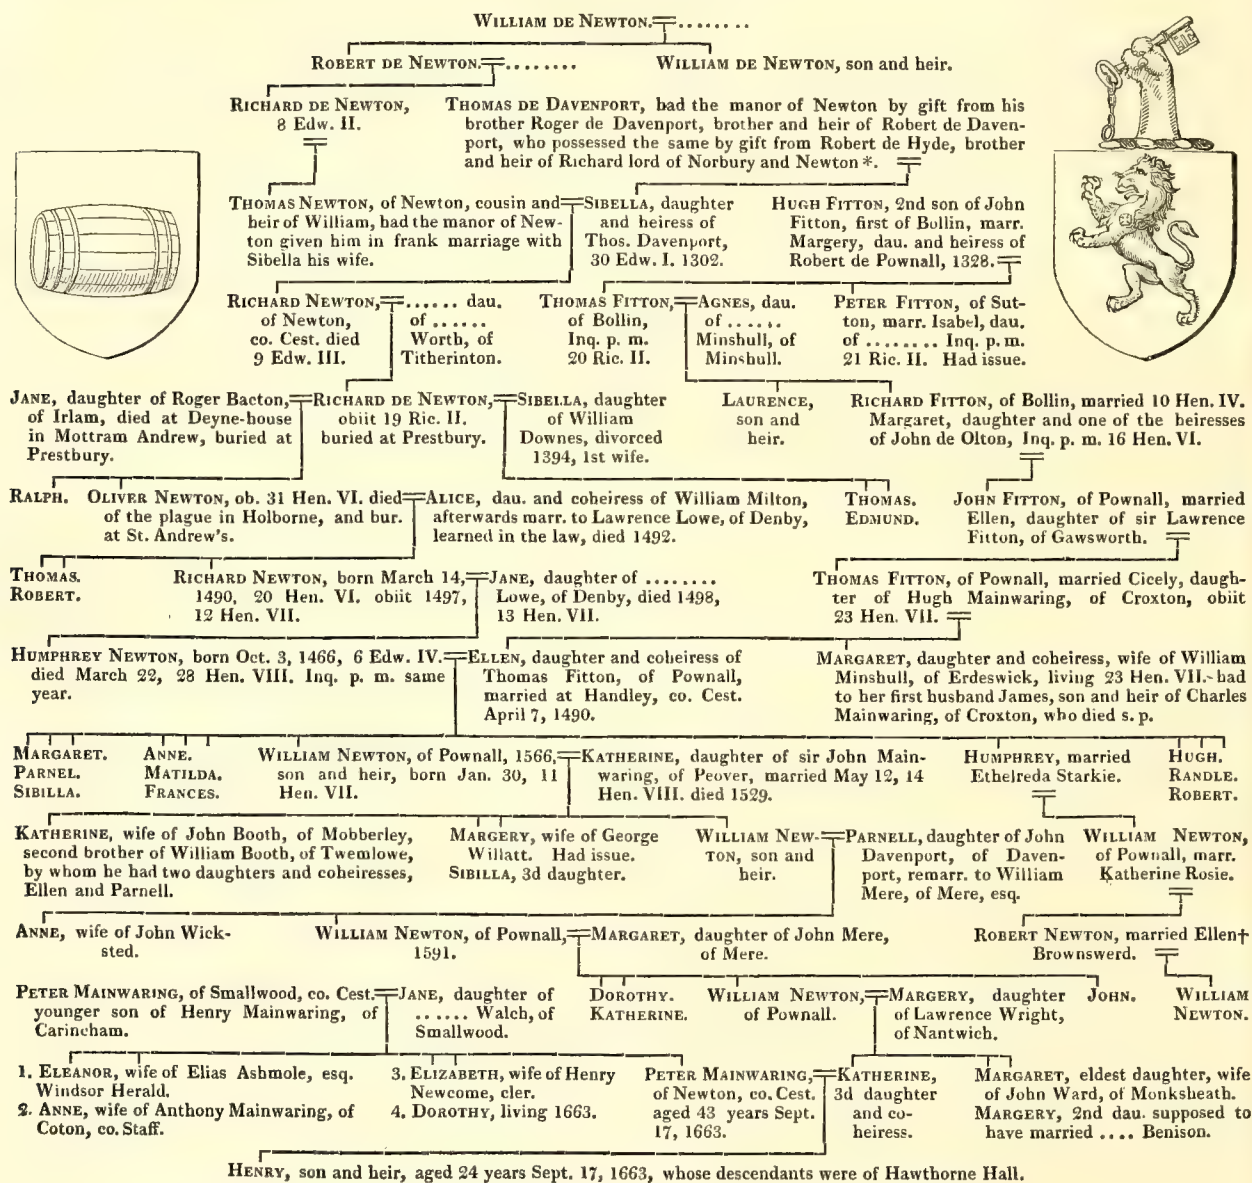 WILLIAM DE NEWTON.........
ROBERT DE NEWTON.........
WILLIAM DE NEWTON, son and heir.
RICHARD DE NEWTON,
8 Edw. II.
THOMAS DE DAVENPORT, bad the manor of Newton by gift from his
brother Roger de Davenport, brother and heir of Robert de Daven-
port, who possessed the same by gift from Robert de Hyde, brother
and heir of Richard lord of Norbury and Newton *.
THOMAS NEWTON, of Newton, cousin and
heir of William, bad the manor of New-
ton given him in frank marriage with
Sibella his wife.
SIBELLA, daughter
and heiress of
Thos. Davenport,
30 Edw. I. 1302.
HUGH FITTON, 2nd son of John
Fitton, first of Bollin, marr.
Margery, dau. and heiress of
Robert de Pownall, 1328.
RICHARD NEWTON,
of Newton,
co. Cest. died
9 Edw. III.
...... dau.
of ......
Worth, of
Titherinton.
THOMAS FITTON,
of Bollin,
Inq. p. m.
20 Ric. II.
AGNES, dau.
of ......
Minshull, of
Minshull.
PETER FITTON, of Sut-
ton, marr. Isabel, dau.
of ........ Inq. p. m.
21 Ric. II. Had issue.
JANE, daughter of Roger Bacton,
of Irlam, died at Deyne-house
in Mottram Andrew, buried at
Prestbury.
RICHARD DE NEWTON,
obiit 19 Ric. II.
buried at Prestbury.
SIBELLA, daughter
of William
Downes, divorced
1394, 1st wife.
LAURENCE,
son and
heir.
RICHARD FITTON, of Bollin, married 10 Hen. IV.
Margaret, daughter and one of the heiresses
of John de Olton, Inq. p. m. 16 Hen. VI.
RALPH.
OLIVER NEWTON, ob. 31 Hen. VI. died
of the plague in Holborne, and bur.
at St. Andrew's.
ALICE, dau. and coheiress of William Milton,
afterwards marr. to Lawrence Lowe, of Denby,
learned in the law, died 1492.
THOMAS.
EDMUND.
JOHN FITTON, of Pownall, married
Ellen, daughter of sir Lawrence
Fitton, of Gawsworth.
THOMAS.
ROBERT.
RICHARD NEWTON, born March 14,
1490, 20 Hen. VI. obiit 1497,
12 Hen. VII.
JANE, daughter of ........
Lowe, of Denby, died 1498,
13 Hen. VII.
THOMAS FITTON, of Pownall, married Cicely, daugh-
ter of Hugh Mainwaring, of Croxton, obiit
23 Hen. VII.
HUMPHREY NEWTON, born Oct. 3, 1466, 6 Edw. IV.
died March 22, 28 Hen. VIII. Inq. p. m. same
year.
ELLEN, daughter and coheiress of
Thomas Fitton, of Pownall,
married at Handley, co. Cest.
April 7, 1490.
MARGARET, daughter and coheiress, wife of William
Minshull, of Erdeswick, living 23 Hen. VII. had
to her first husband James, son and heir of Charles
Mainwaring, of Croxton, who died s. p.
MARGARET.
PARNEL.
SIBILLA.
ANNE.
MATILDA.
FRANCES.
WILLIAM NEWTON, of Pownall, 1566,
son and heir, born Jan. 30, 11
Hen. VII.
KATHERINE, daughter of sir John Main-
waring, of Peover, married May 12, 14
Hen. VIII. died 1529.
HUMPHREY, married
Ethelreda Starkie.
HUGH.
RANDLE.
ROBERT.
KATHERINE, wife of John Booth, of Mobberley,
second brother of William Booth, of Twemlowe,
by whom he had two daughters and coheiresses,
Ellen and Parnell.
MARGERY, wife of George
Willatt. Had issue.
SIBILLA, 3d daughter.
WILLIAM NEW-
TON, son and
heir.
PARNELL, daughter of John
Davenport, of Daven-
port, remarr. to William
Mere, of Mere, esq.
WILLIAM NEWTON,
of Pownall, marr.
Katherine Rosie.
ANNE, wife of John Wick-
sted.
WILLIAM NEWTON, of Pownall,
1591.
MARGARET, daughter of John Mere,
of Mere.
ROBERT NEWTON, married Ellen†
Brownswerd.
PETER MAINWARING, of Smallwood, co. Cest.
younger son of Henry Mainwaring, of
Carincham.
JANE, daughter of
...... Walch, of
Smallwood.
DOROTHY.
KATHERINE.
WILLIAM NEWTON,
of Pownall.
MARGERY, daughter
of Lawrence Wright,
of Nantwich.
JOHN.
WILLIAM
NEWTON.
1. ELEANOR, wife of Elias Ashmole, esq.
Windsor Herald.
2. ANNE, wife of Anthony Mainwaring, of
Coton, co. Staff.
3. ELIZABETH, wife of Henry
Newcome, cler.
4. DOROTHY, living 1663.
PETER MAINWARING,
of Newton, co. Cest.
aged 43 years Sept.
17, 1663.
KATHERINE,
3d daughter
and co-
heiress.
MARGARET, eldest daughter, wife
of John Ward, of Monksheath.
MARGERY, 2nd dau. supposed to
have married .... Benison.
HENRY, son and heir, aged 24 years Sept. 17, 1663, whose descendants were of Hawthorne Hall.